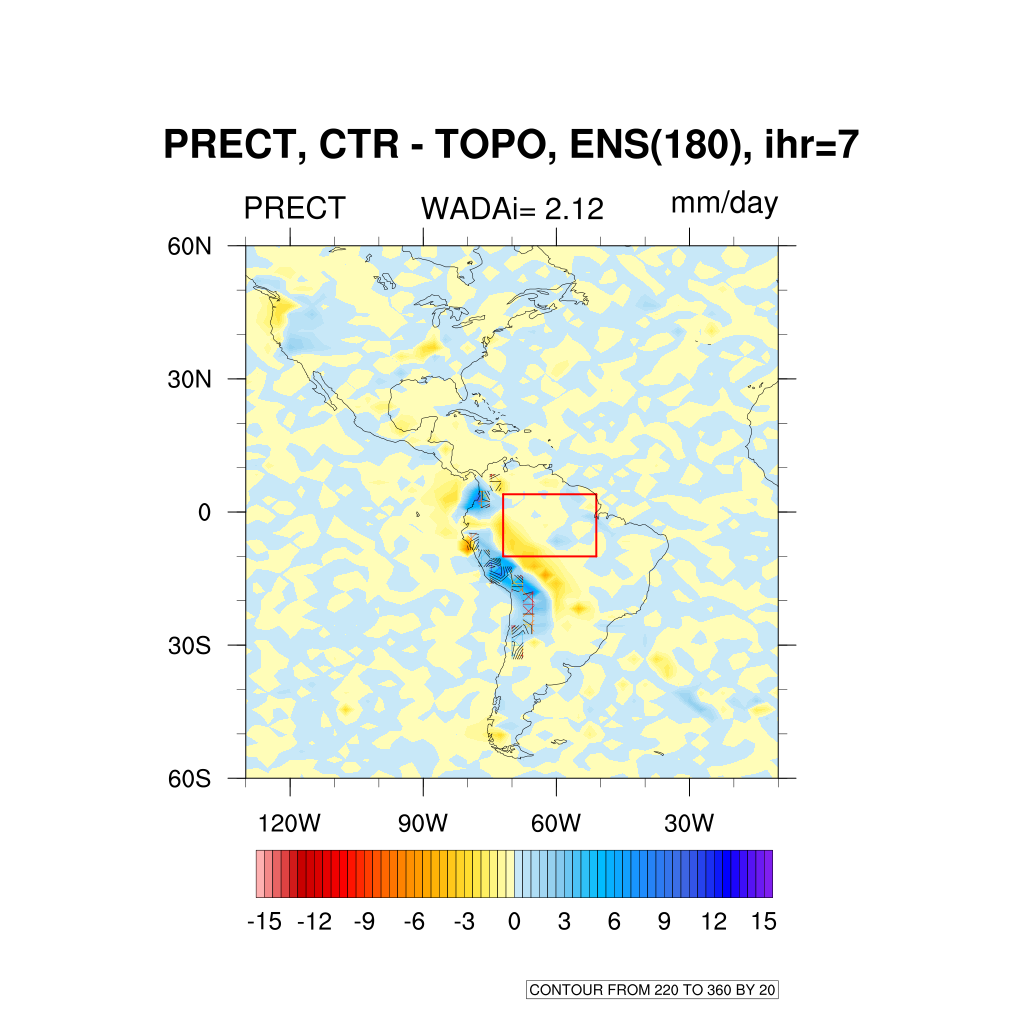 PRECT, CTR - TOPO, ENS(180), ihr=7
PRECT WADAi= 2.12 mm/day
60N
30N
0
30S
60S
120W 90W 60W 30W
-15 -12 -9 -6 -3 0 3 6 9 12 15
CONTOUR FROM 220 TO 360 BY 20